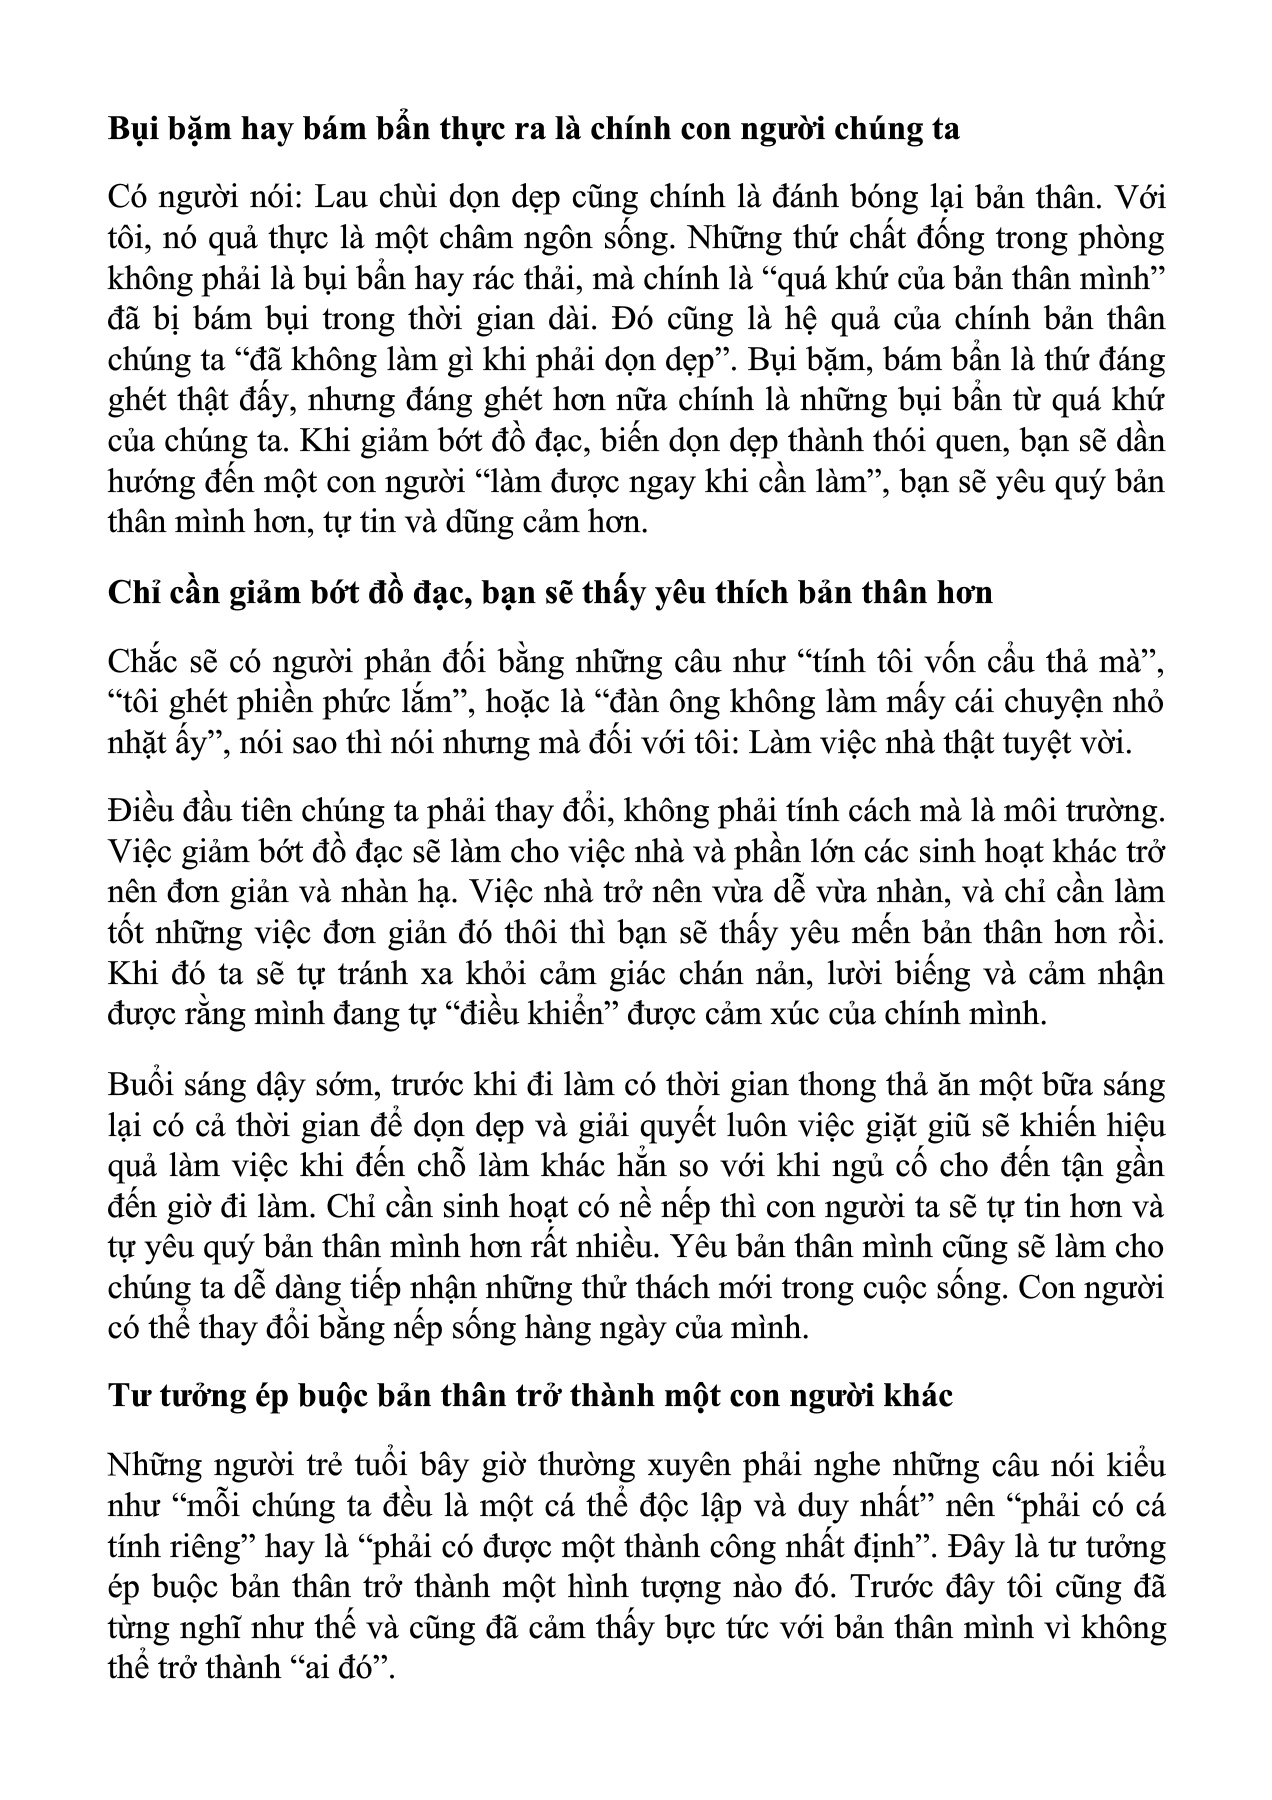 Bụi bặm hay bám bẩn thực ra là chính con người chúng ta
Có người nói: Lau chùi dọn dẹp cũng chính là đánh bóng lại bản thân. Với
tôi, nó quả thực là một châm ngôn sống. Những thứ chất đống trong phòng
không phải là bụi bẩn hay rác thải, mà chính là “quá khứ của bản thân mình”
đã bị bám bụi trong thời gian dài. Đó cũng là hệ quả của chính bản thân
chúng ta “đã không làm gì khi phải dọn dẹp”. Bụi bặm, bám bẩn là thứ đáng
ghét thật đấy, nhưng đáng ghét hơn nữa chính là những bụi bẩn từ quá khứ
của chúng ta. Khi giảm bớt đồ đạc, biến dọn dẹp thành thói quen, bạn sẽ dần
hướng đến một con người “làm được ngay khi cần làm”, bạn sẽ yêu quý bản
thân mình hơn, tự tin và dũng cảm hơn.
Chỉ cần giảm bớt đồ đạc, bạn sẽ thấy yêu thích bản thân hơn
Chắc sẽ có người phản đối bằng những câu như “tính tôi vốn cẩu thả mà”,
“tôi ghét phiền phức lắm”, hoặc là “đàn ông không làm mấy cái chuyện nhỏ
nhặt ấy”, nói sao thì nói nhưng mà đối với tôi: Làm việc nhà thật tuyệt vời.
Điều đầu tiên chúng ta phải thay đổi, không phải tính cách mà là môi trường.
Việc giảm bớt đồ đạc sẽ làm cho việc nhà và phần lớn các sinh hoạt khác trở
nên đơn giản và nhàn hạ. Việc nhà trở nên vừa dễ vừa nhàn, và chỉ cần làm
tốt những việc đơn giản đó thôi thì bạn sẽ thấy yêu mến bản thân hơn rồi.
Khi đó ta sẽ tự tránh xa khỏi cảm giác chán nản, lười biếng và cảm nhận
được rằng mình đang tự “điều khiển” được cảm xúc của chính mình.
Buổi sáng dậy sớm, trước khi đi làm có thời gian thong thả ăn một bữa sáng
lại có cả thời gian để dọn dẹp và giải quyết luôn việc giặt giũ sẽ khiến hiệu
quả làm việc khi đến chỗ làm khác hẳn so với khi ngủ cố cho đến tận gần
đến giờ đi làm. Chỉ cần sinh hoạt có nề nếp thì con người ta sẽ tự tin hơn và
tự yêu quý bản thân mình hơn rất nhiều. Yêu bản thân mình cũng sẽ làm cho
chúng ta dễ dàng tiếp nhận những thử thách mới trong cuộc sống. Con người
có thể thay đổi bằng nếp sống hàng ngày của mình.
Tư tưởng ép buộc bản thân trở thành một con người khác
Những người trẻ tuổi bây giờ thường xuyên phải nghe những câu nói kiểu
như “mỗi chúng ta đều là một cá thể độc lập và duy nhất” nên “phải có cá
tính riêng” hay là “phải có được một thành công nhất định”. Đây là tư tưởng
ép buộc bản thân trở thành một hình tượng nào đó. Trước đây tôi cũng đã
từng nghĩ như thế và cũng đã cảm thấy bực tức với bản thân mình vì không
thể trở thành “ai đó”.